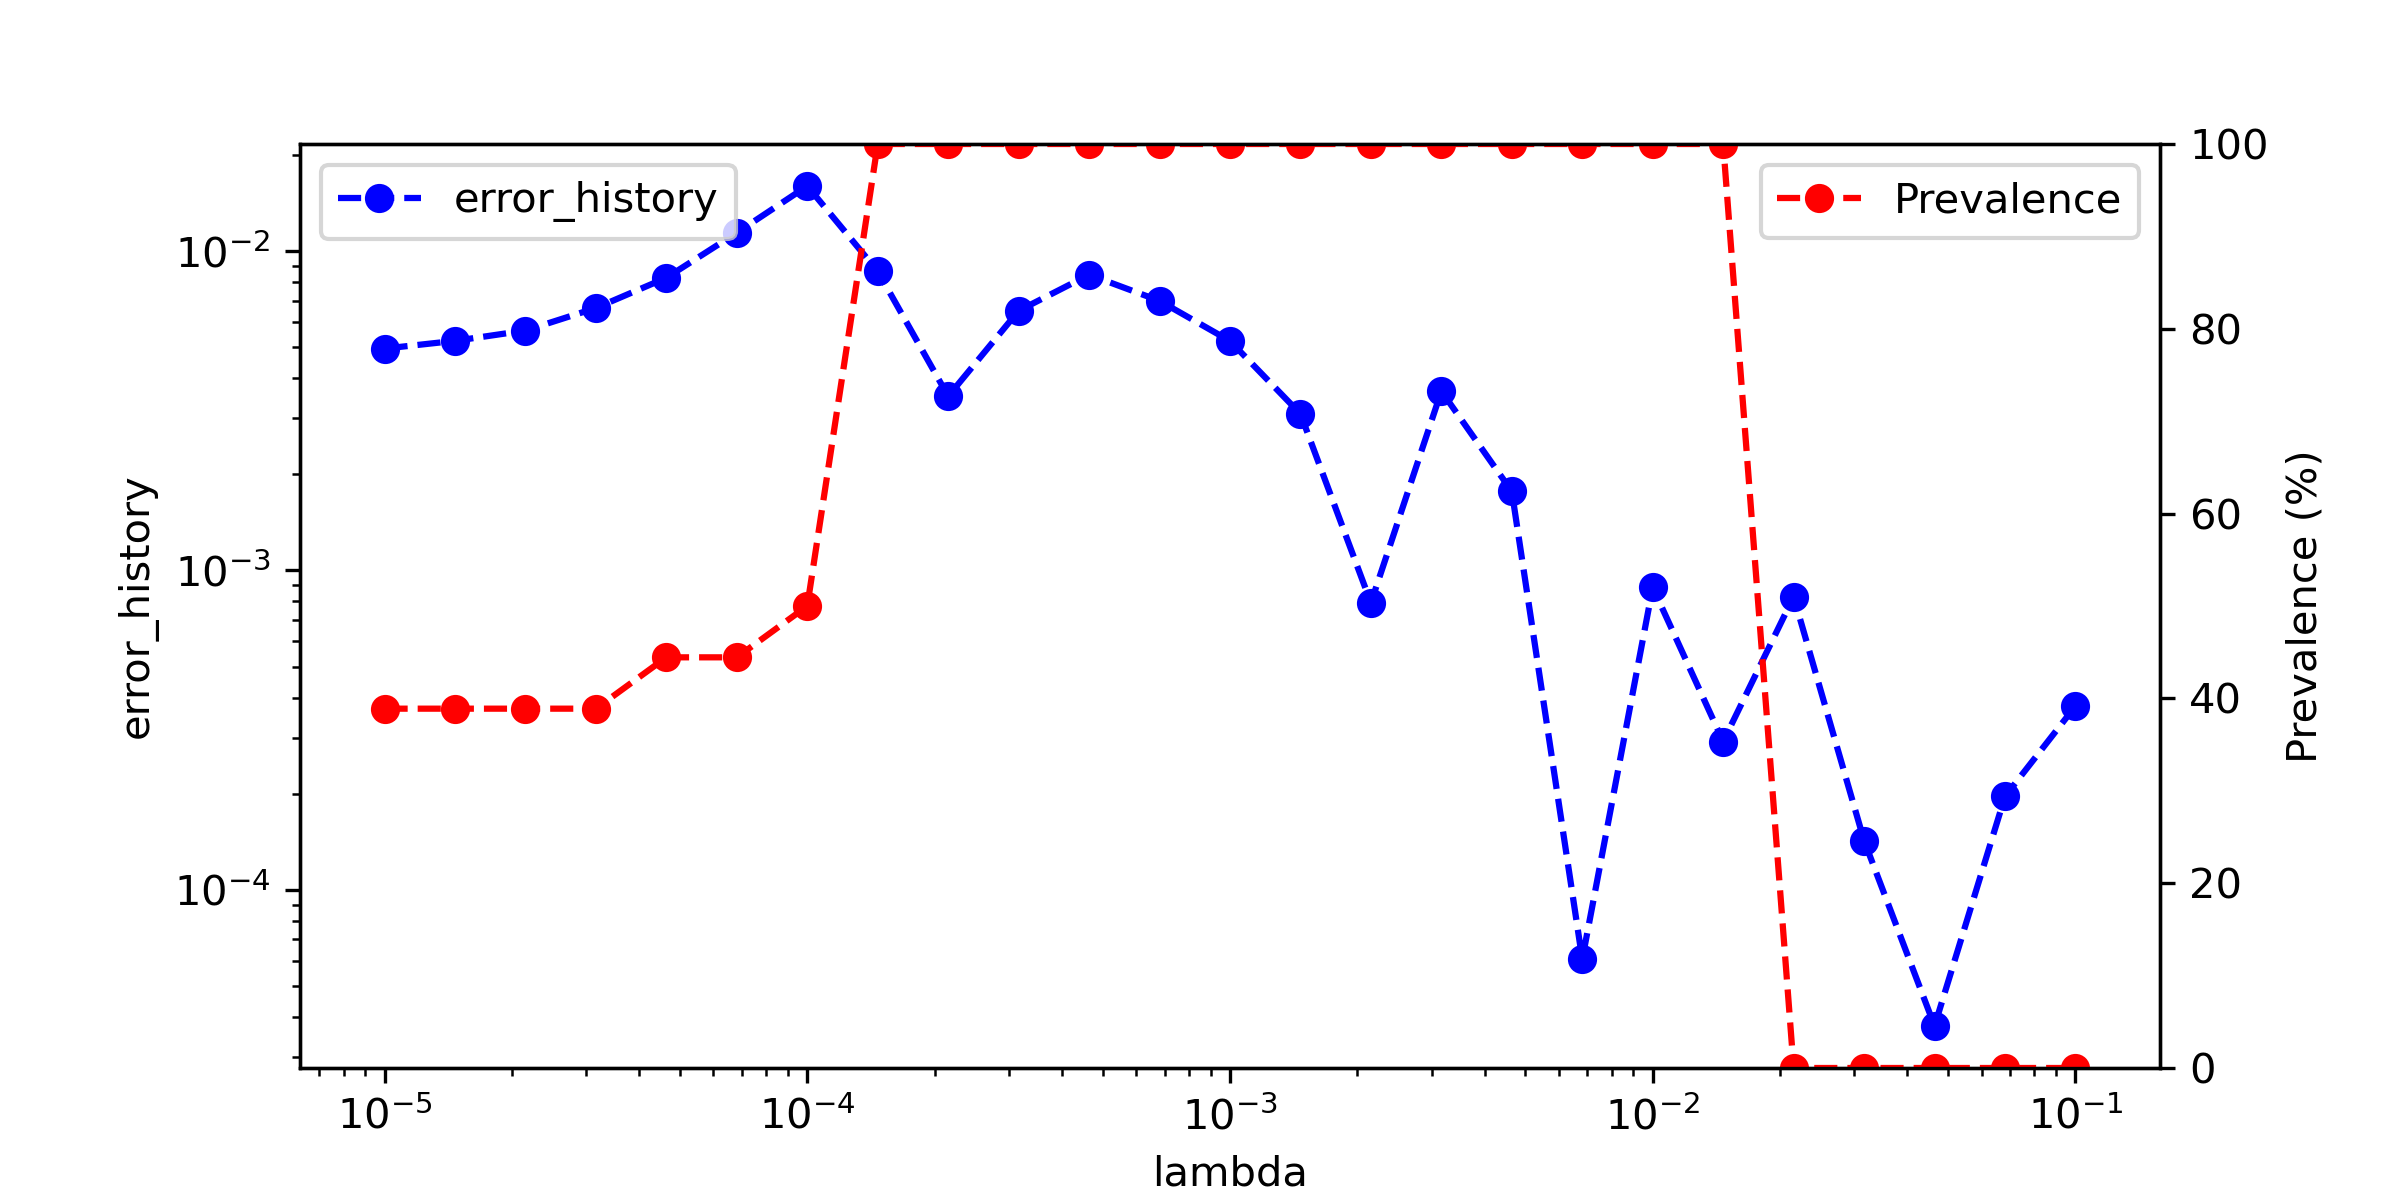 error_history
Prevalence
10⁻²
10⁻³
10⁻⁴
error_history
100
80
60
40
20
0
Prevalence (%)
10⁻⁵ 10⁻⁴ 10⁻³ 10⁻² 10⁻¹
lambda